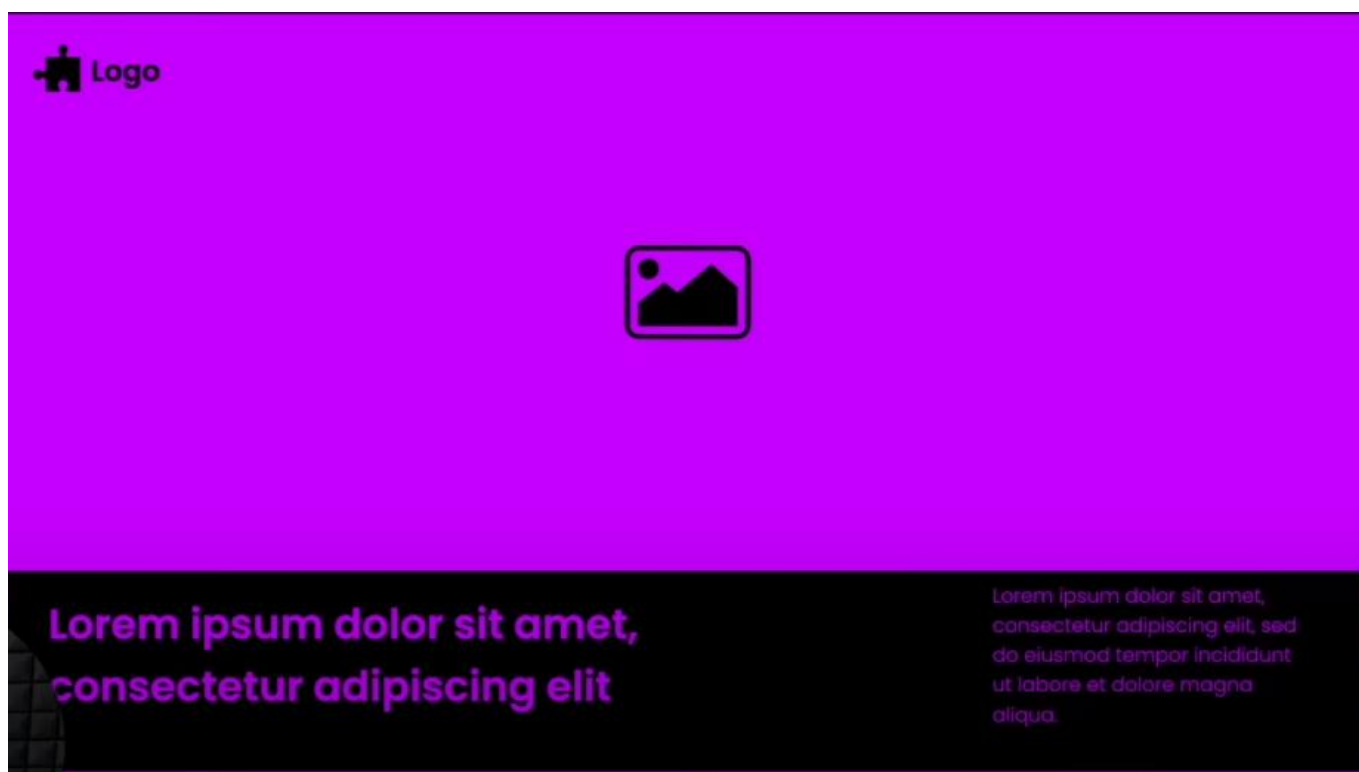 Logo
Lorem ipsum dolor sit amet,
consectetur adipiscing elit
Lorem ipsum dolor sit amet,
consectetur adipiscing elit, sed
do eiusmod tempor incididunt
ut labore et dolore magna
aliqua.